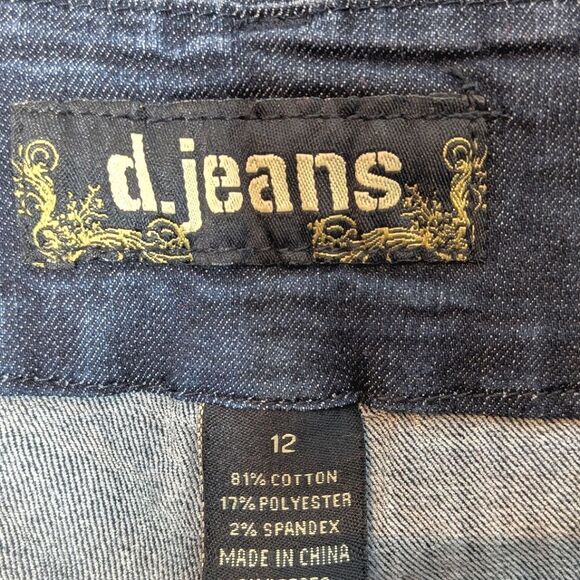 d.jeans
12
81% COTTON
17% POLYESTER
2% SPANDEX
MADE IN CHINA